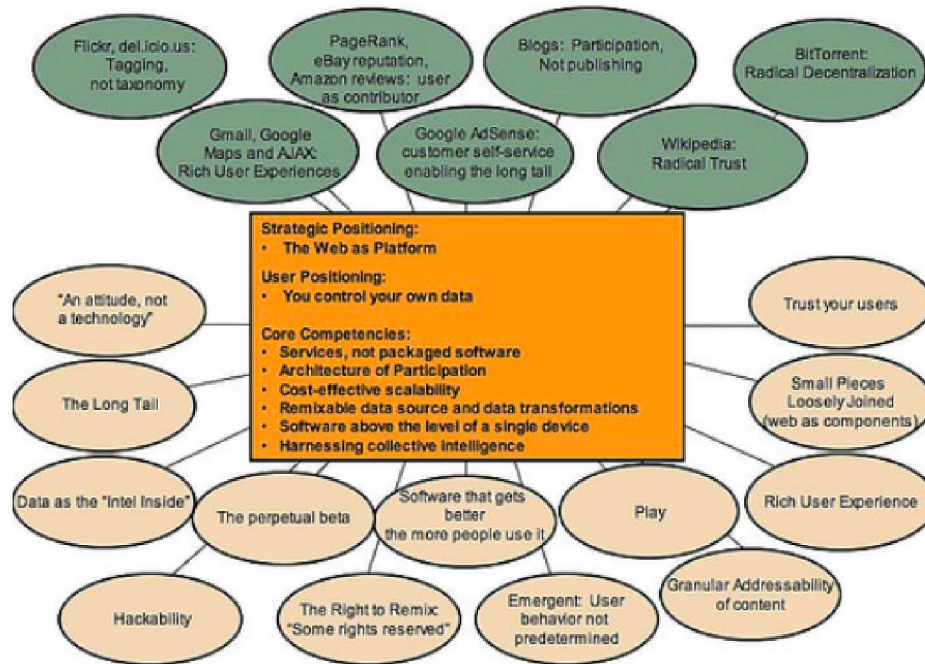 Flickr, del.icio.us:
Tagging,
not taxonomy
PageRank,
eBay reputation,
Amazon reviews: user
as contributor
Blogs: Participation,
Not publishing
BitTorrent:
Radical Decentralization
Gmail, Google
Maps and AJAX:
Rich User Experiences
Google AdSense:
customer self-service
enabling the long tail
Wikipedia:
Radical Trust
Strategic Positioning:
• The Web as Platform
User Positioning:
• You control your own data
Core Competencies:
• Services, not packaged software
• Architecture of Participation
• Cost-effective scalability
• Remixable data source and data transformations
• Software above the level of a single device
• Harnessing collective intelligence
"An attitude, not
a technology"
Trust your users
The Long Tail
Small Pieces
Loosely Joined
(web as components)
Data as the "Intel Inside"
The perpetual beta
Software that gets
better
the more people use it
Play
Rich User Experience
Hackability
The Right to Remix:
"Some rights reserved"
Emergent: User
behavior not
predetermined
Granular Addressability
of content